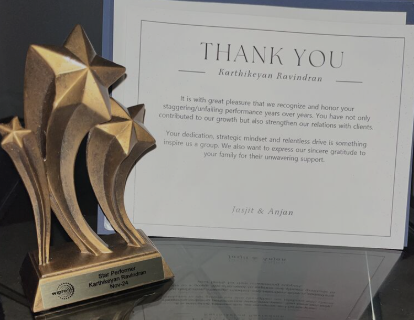 THANK YOU
Karthikeyan Ravindran
It is with great pleasure that we recognize and honor your
staggering/unfailing performance years over years. You have not only
contributed to our growth but also strengthen our relations with clients
Your dedication, strategic mindset and relentless drive is something
inspire us a group. We also want to express our sincere gratitude to
your family for their unwavering support.
Jasjit & Anjan
Star Performer
Karthikeyan Ravindran
wipro